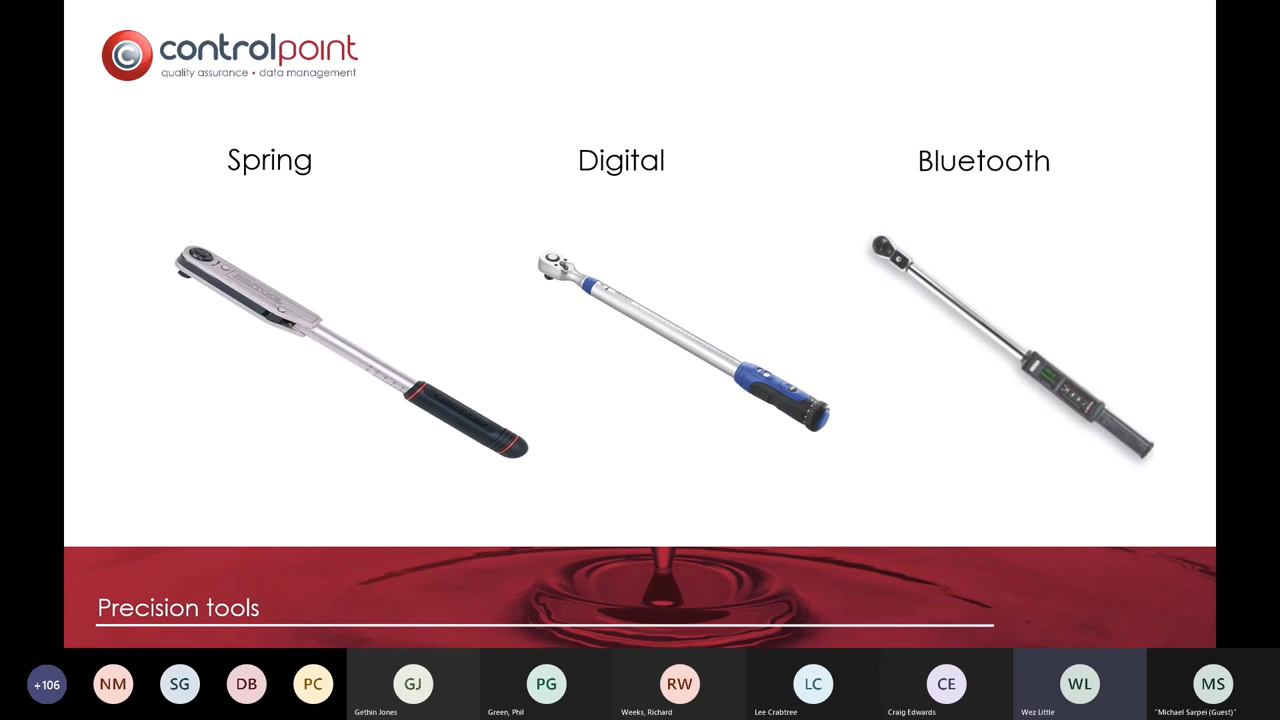 controlpoint
quality assurance • data management
Spring
Digital
Bluetooth
Precision tools
+106
NM
SG
DB
PC
GJ
PG
RW
LC
CE
WL
MS
Gethin Jones
Green, Phil
Weeks, Richard
Lee Crabtree
Craig Edwards
Wez Little
"Michael Sarpei (Guest)"